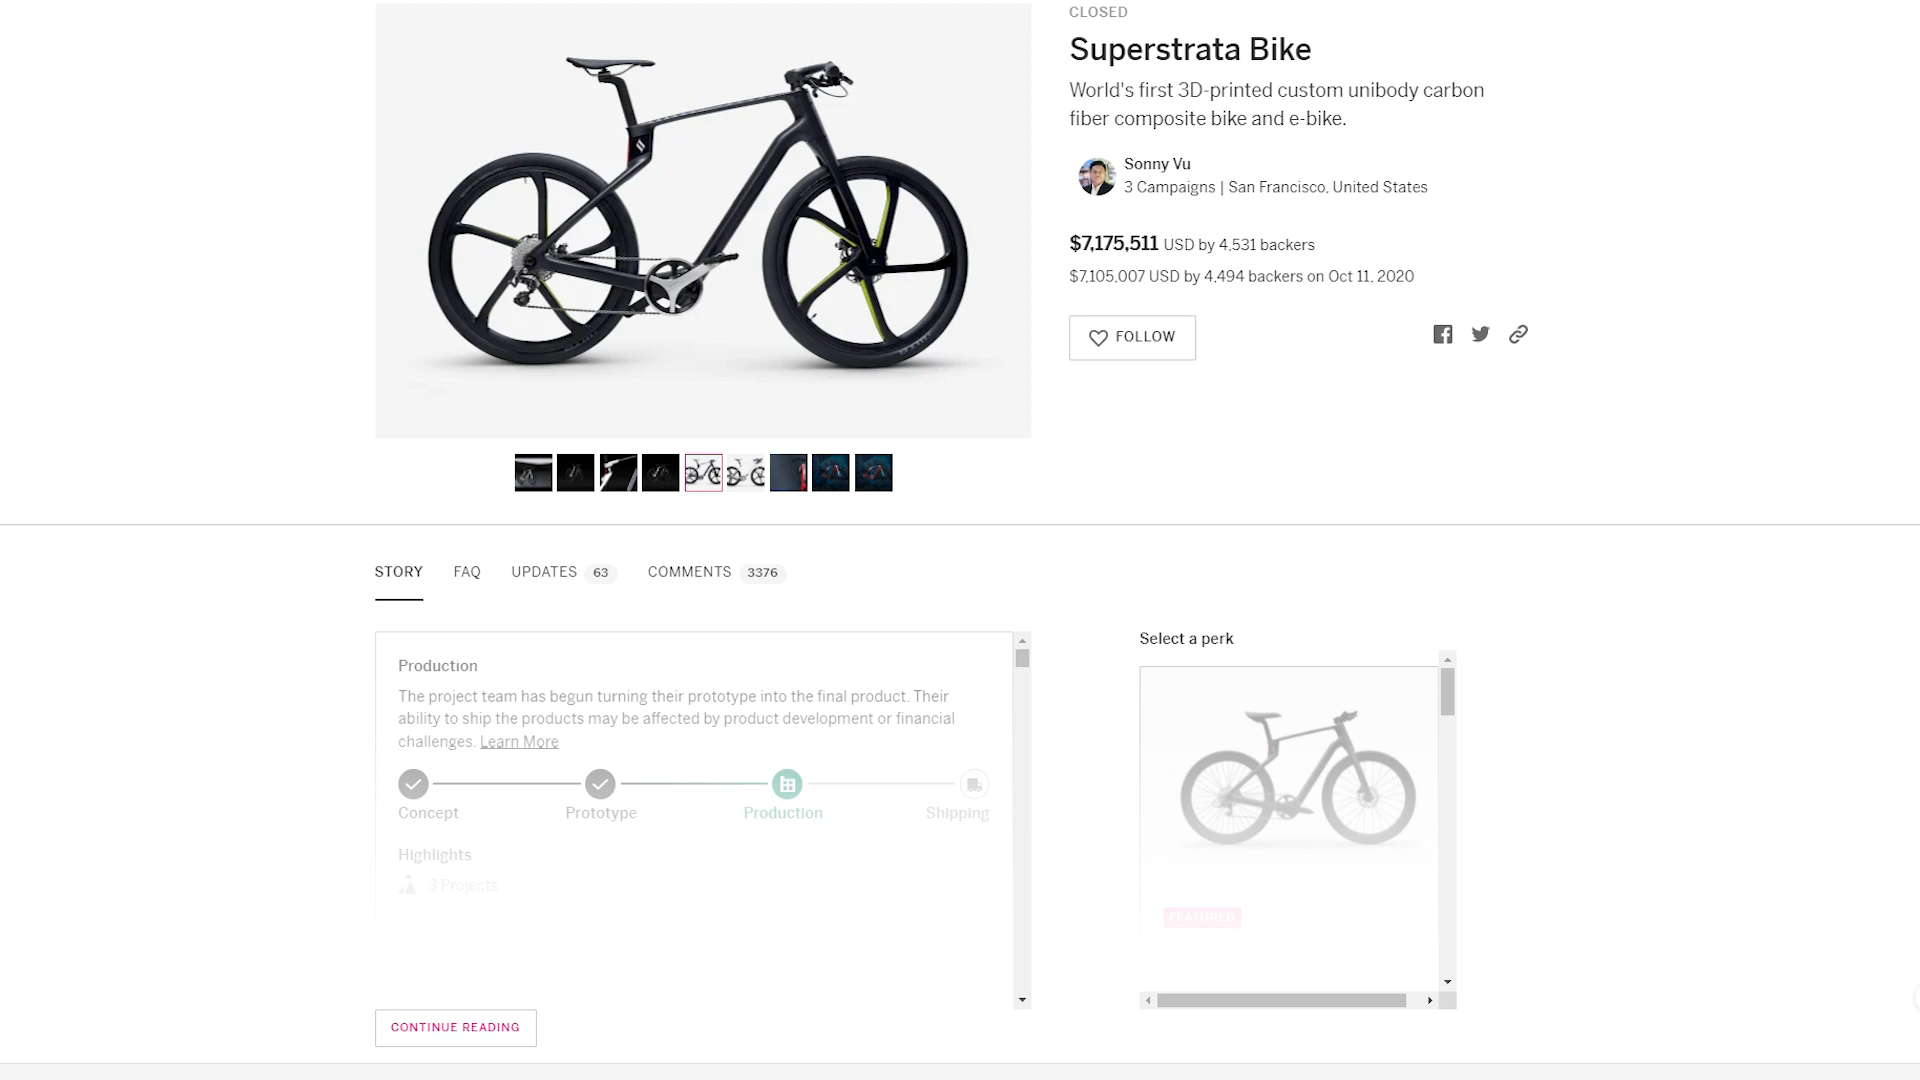 CLOSED
Superstrata Bike
World's first 3D-printed custom unibody carbon
fiber composite bike and e-bike.
Sonny Vu
3 Campaigns | San Francisco, United States
$7,175,511 USD by 4,531 backers
$7,105,007 USD by 4,494 backers on Oct 11, 2020
FOLLOW
STORY FAQ UPDATES 63 COMMENTS 3376
Production
The project team has begun turning their prototype into the final product. Their
ability to ship the products may be affected by product development or financial
challenges. Learn More
Concept Prototype Production Shipping
Highlights
3 Projects
CONTINUE READING
Select a perk
FEATURED